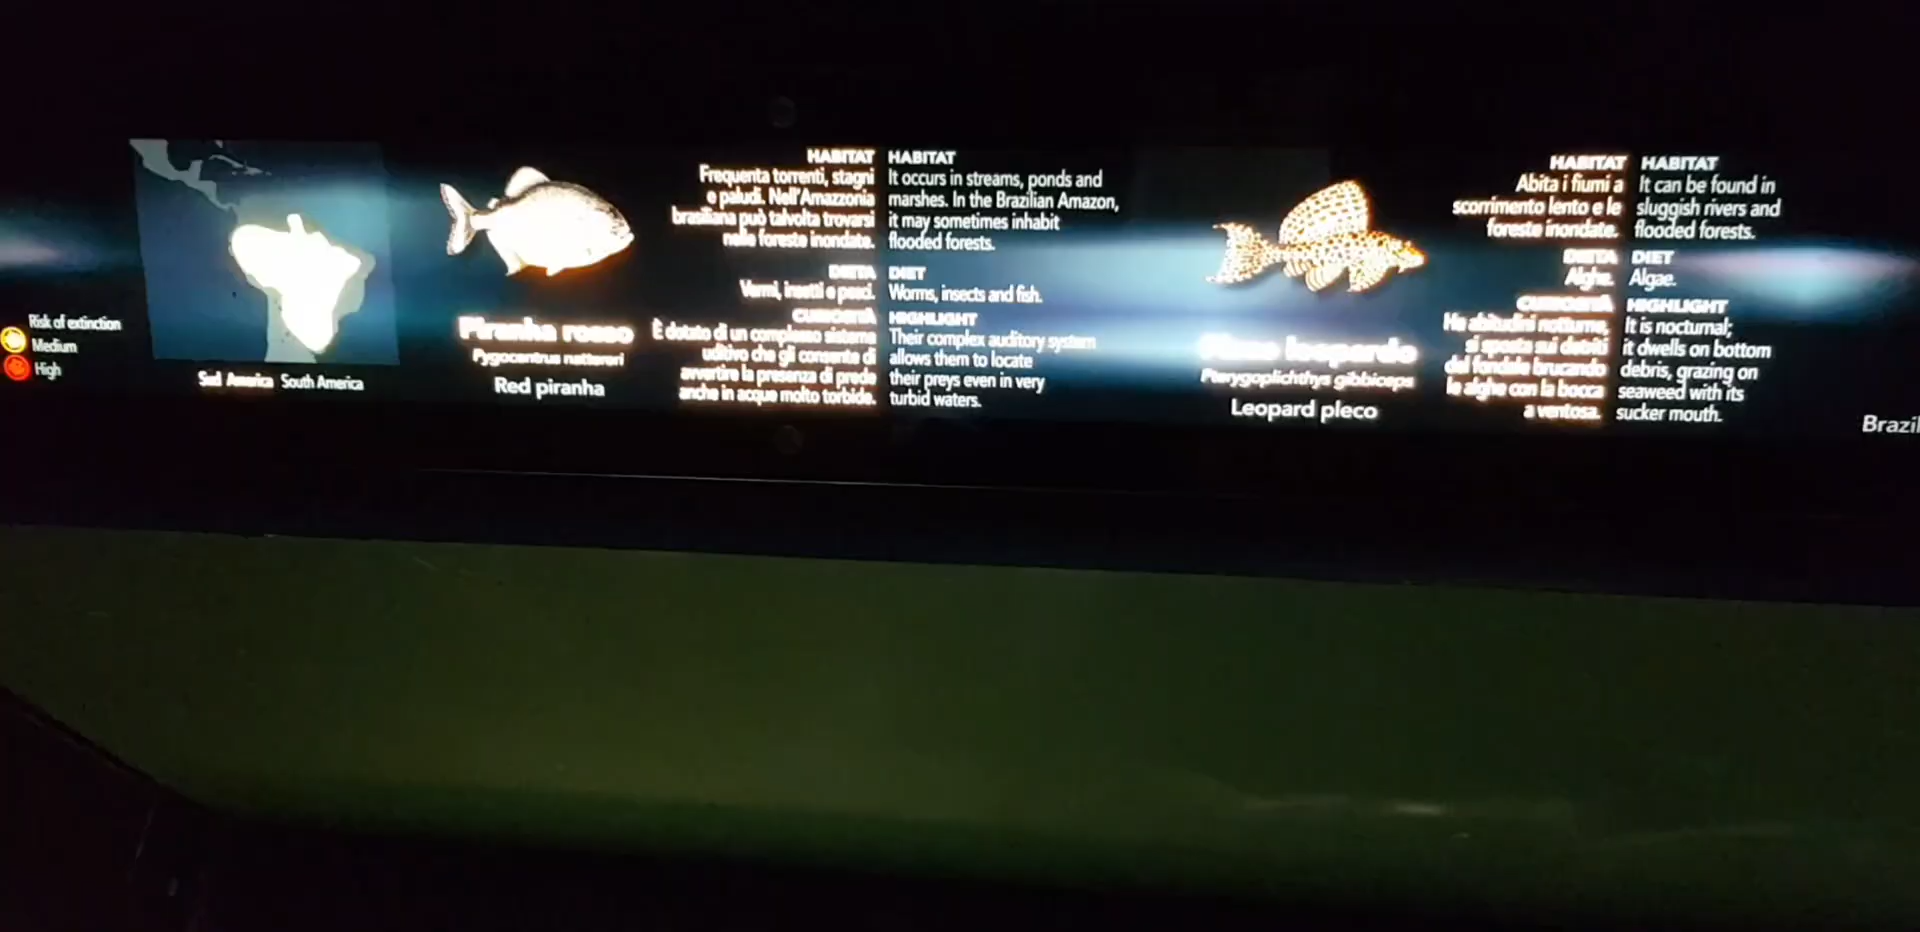 Risk of extinction
Medium
High
Sud America South America
Piranha rosso
Pygocentrus nattereri
Red piranha
HABITAT
Frequenta torrenti, stagni
e paludi. Nell'Amazzonia
brasiliana può talvolta trovarsi
nelle foreste inondate.
DIETA
Vermi, insetti e pesci.
CURIOSITÀ
È dotato di un complesso sistema
uditivo che gli consente di
avvertire la presenza di prede
anche in acque molto torbide.
HABITAT
It occurs in streams, ponds and
marshes. In the Brazilian Amazon,
it may sometimes inhabit
flooded forests.
DIET
Worms, insects and fish.
HIGHLIGHT
Their complex auditory system
allows them to locate
their preys even in very
turbid waters.
leopardo
Pterygoplichthys gibbiceps
Leopard pleco
HABITAT
Abita i fiumi a
scorrimento lento e le
foreste inondate.
DIETA
Alghe.
CURIOSITÀ
Ha abitudini notturne,
si sposta sui detriti
del fondale brucando
le alghe con la bocca
a ventosa.
HABITAT
It can be found in
sluggish rivers and
flooded forests.
DIET
Algae.
HIGHLIGHT
It is nocturnal;
it dwells on bottom
debris, grazing on
seaweed with its
sucker mouth.
Brazil